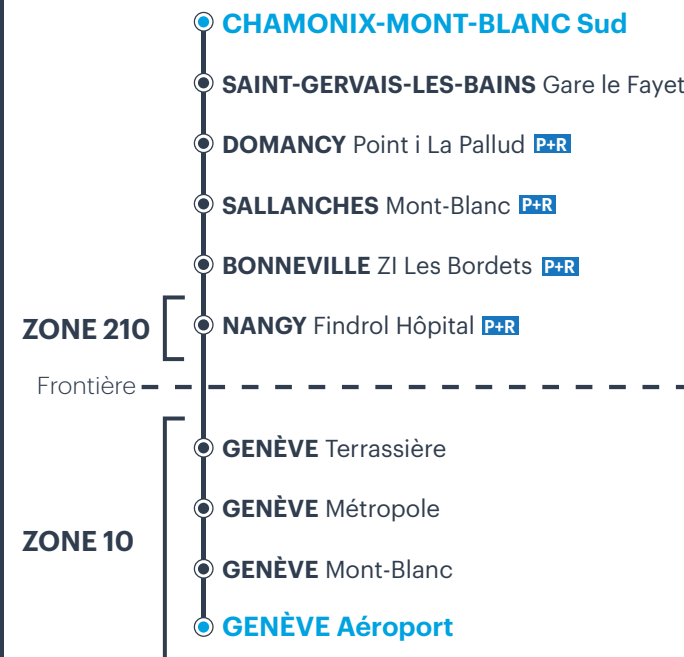 CHAMONIX-MONT-BLANC Sud
SAINT-GERVAIS-LES-BAINS Gare le Fayet
DOMANCY Point i La Pallud P+R
SALLANCHES Mont-Blanc P+R
BONNEVILLE ZI Les Bordets P+R
ZONE 210
NANGY Findrol Hôpital P+R
Frontière
GENÈVE Terrassière
GENÈVE Métropole
ZONE 10
GENÈVE Mont-Blanc
GENÈVE Aéroport